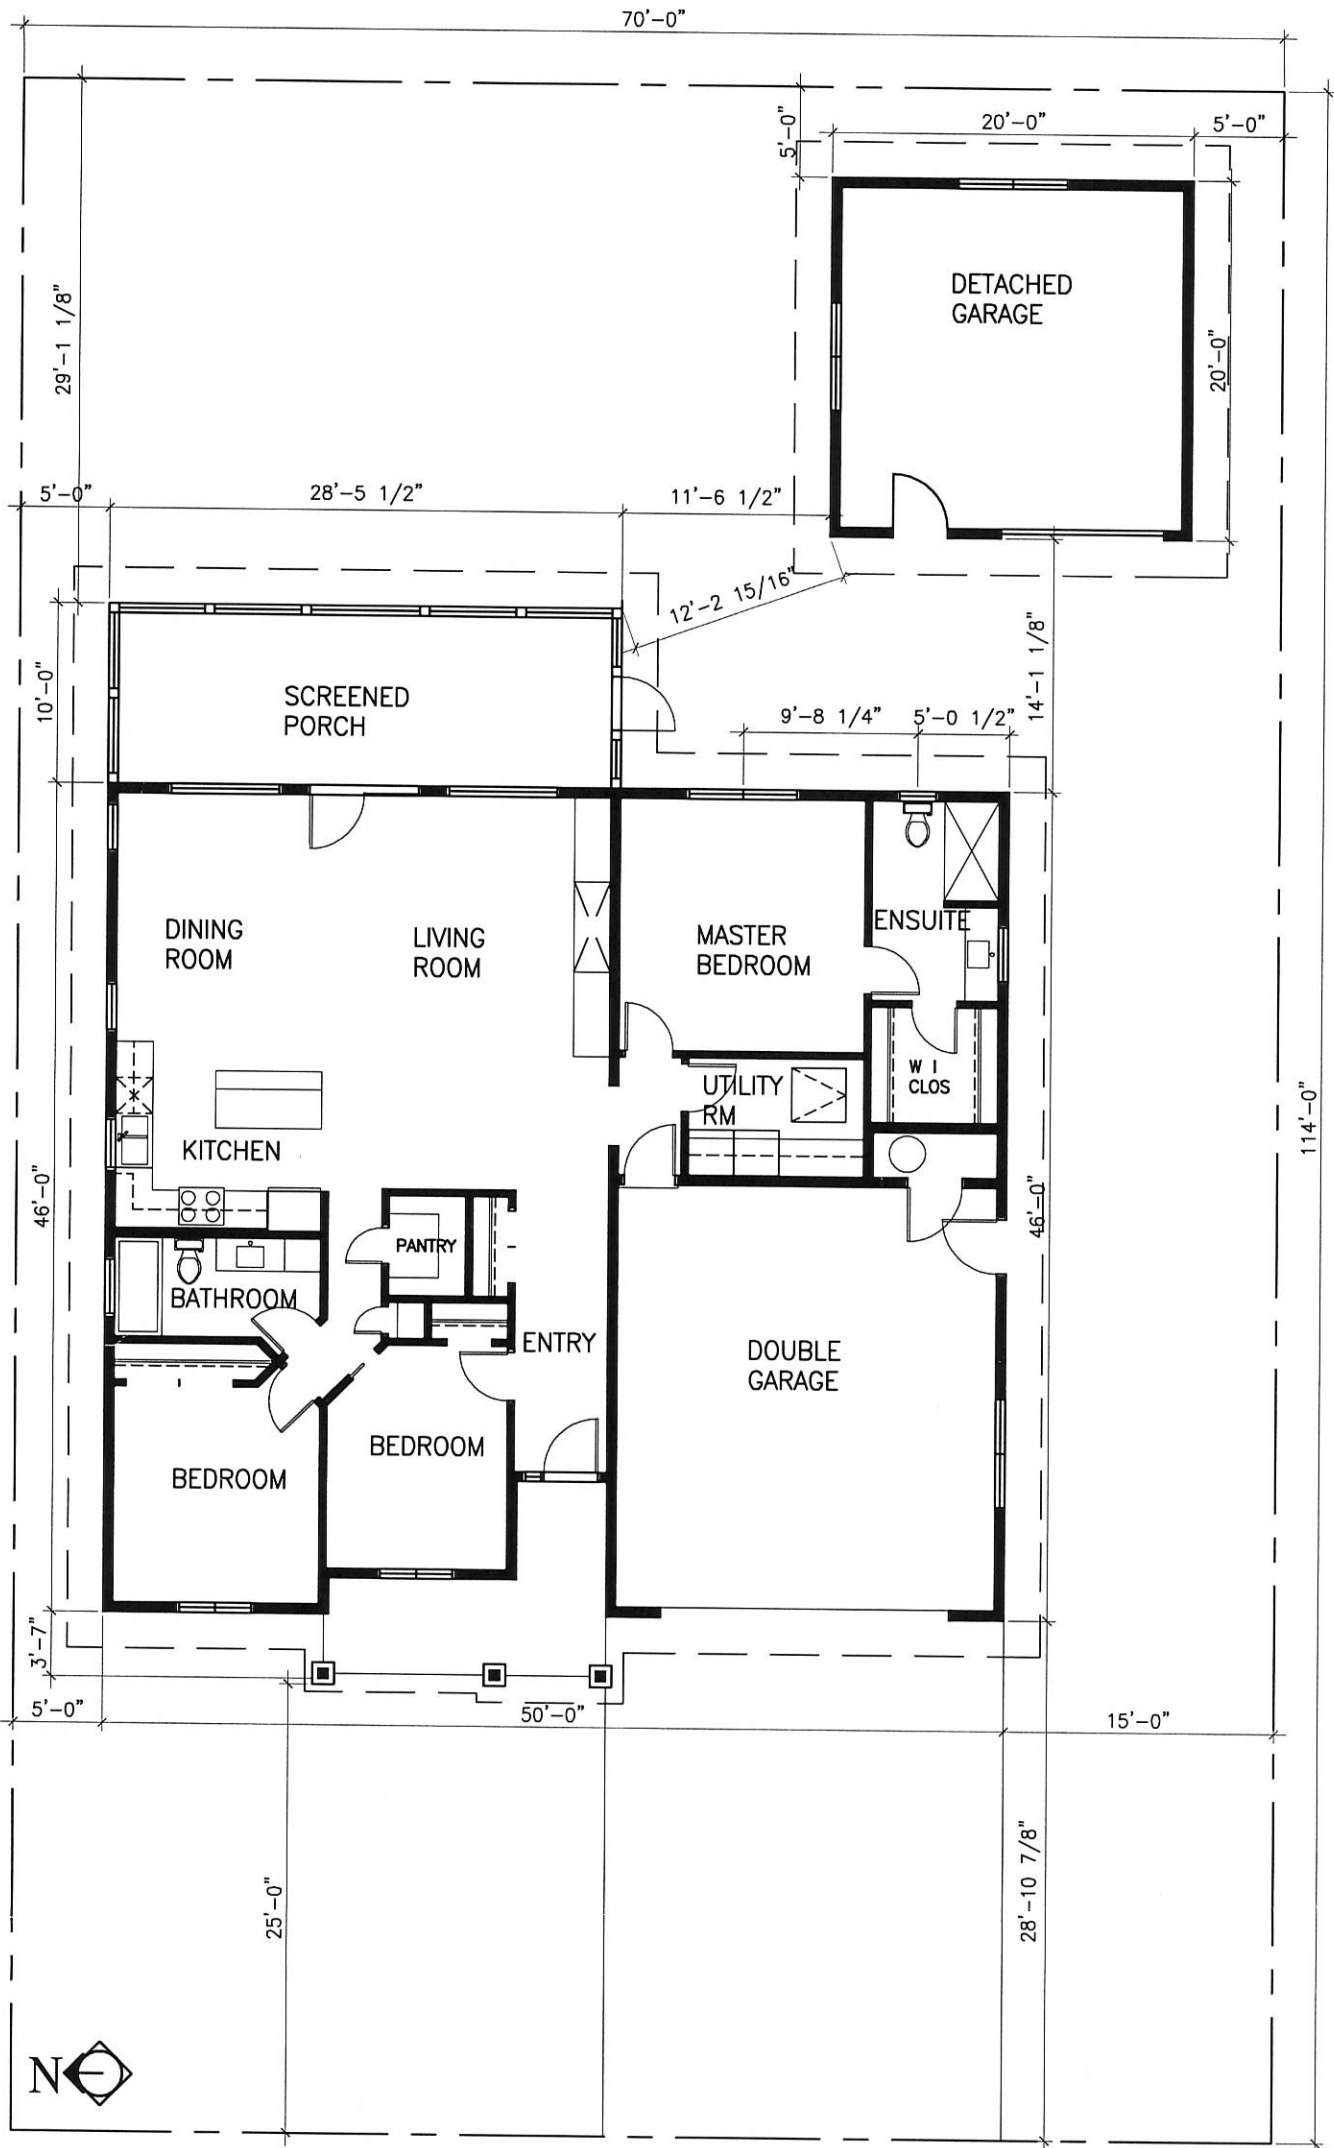 70'-0"
5'-0"
20'-0"
5'-0"
DETACHED
GARAGE
29'-1 1/8"
20'-0"
5'-0"
28'-5 1/2"
11'-6 1/2"
12'-2 15/16"
14'-1 1/8"
10'-0"
SCREENED
PORCH
9'-8 1/4"
5'-0 1/2"
DINING
ROOM
LIVING
ROOM
MASTER
BEDROOM
ENSUITE
W I
CLOS
UTILITY
RM
114'-0"
KITCHEN
46'-0"
46'-0"
PANTRY
BATHROOM
ENTRY
DOUBLE
GARAGE
BEDROOM
BEDROOM
3'-7"
5'-0"
50'-0"
15'-0"
25'-0"
28'-10 7/8"
N